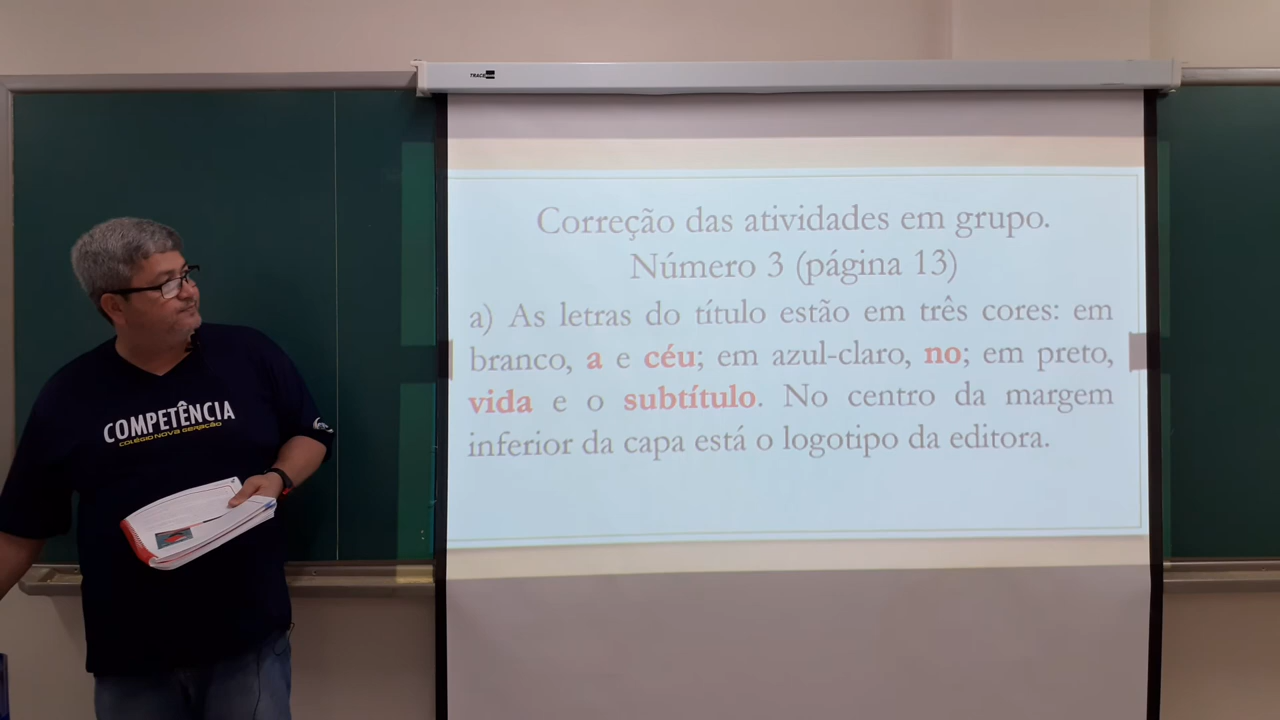 Correção das atividades em grupo.
Número 3 (página 13)
a) As letras do título estão em três cores: em
branco, a e céu; em azul-claro, no; em preto,
vida e o subtítulo. No centro da margem
inferior da capa está o logotipo da editora.
COMPETÊNCIA
COLÉGIO NOVA GERAÇÃO